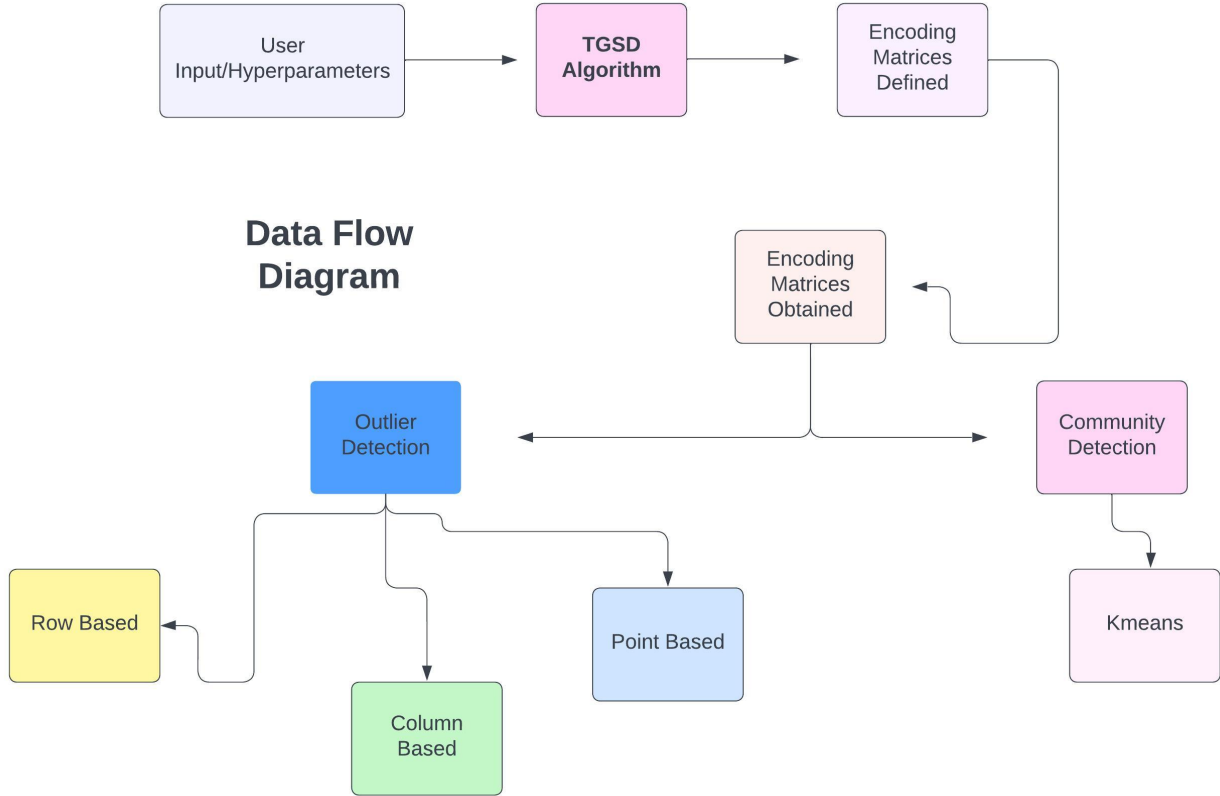 User
Input/Hyperparameters
TGSD
Algorithm
Encoding
Matrices
Defined
Data Flow
Diagram
Encoding
Matrices
Obtained
Outlier
Detection
Community
Detection
Row Based
Point Based
Kmeans
Column
Based